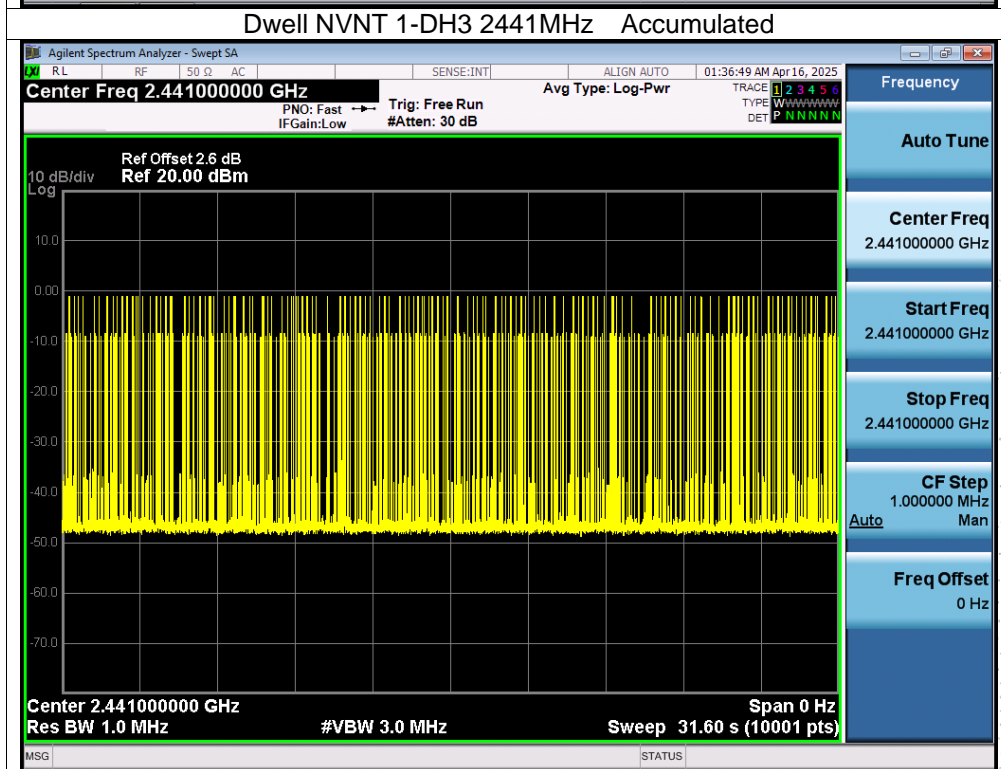 Dwell NVNT 1-DH3 2441MHz Accumulated
Agilent Spectrum Analyzer - Swept SA
LXI RL RF 50 Ω AC SENSE:INT ALIGN AUTO 01:36:49 AM Apr 16, 2025
Center Freq 2.441000000 GHz
PNO: Fast
IFGain:Low
Trig: Free Run
#Atten: 30 dB
Avg Type: Log-Pwr
TRACE 1 2 3 4 5 6
TYPE WWWWWWW
DET P N N N N N
Frequency
Auto Tune
Ref Offset 2.6 dB
10 dB/div Ref 20.00 dBm
Log
10.0
0.00
-10.0
-20.0
-30.0
-40.0
-50.0
-60.0
-70.0
Center Freq
2.441000000 GHz
Start Freq
2.441000000 GHz
Stop Freq
2.441000000 GHz
CF Step
1.000000 MHz
Auto Man
Freq Offset
0 Hz
Center 2.441000000 GHz Span 0 Hz
Res BW 1.0 MHz #VBW 3.0 MHz Sweep 31.60 s (10001 pts)
MSG STATUS